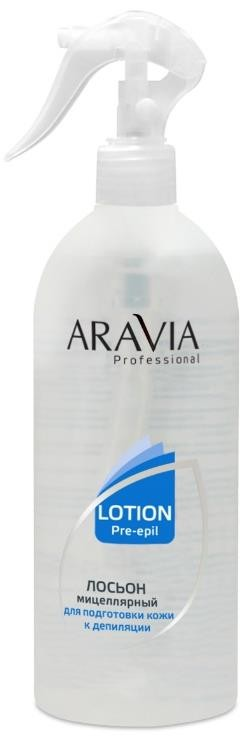 ARAVIA
Professional
LOTION
Pre-epil
ЛОСЬОН
мицеллярный
для подготовки кожи
к депиляции